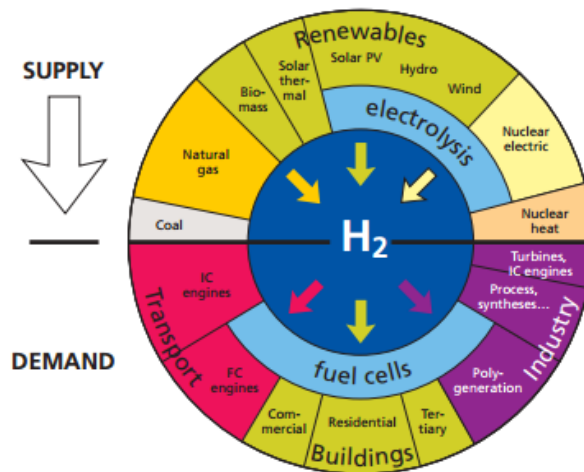 Renewables
SUPPLY
Solar PV
Solar
ther-
mal
Hydro
Bio-
mass
Wind
electrolysis
Nuclear
electric
Natural
gas
Coal
Nuclear
heat
H2
Turbines,
IC engines
IC
engines
Process,
syntheses...
Transport
Industry
DEMAND
FC
engines
fuel cells
Poly-
generation
Com-
mercial
Residential
Ter-
tiary
Buildings